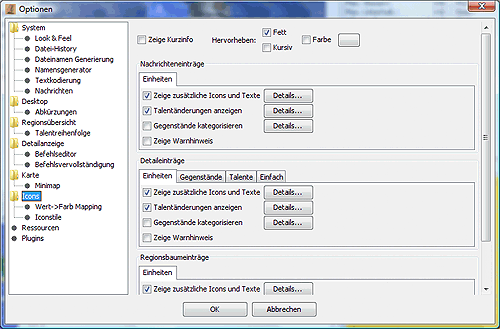 Optionen
System
Look & Feel
Datei-History
Dateinamen Generierung
Namensgenerator
Textkodierung
Nachrichten
Desktop
Abkürzungen
Regionsübersicht
Talentreihenfolge
Detailanzeige
Befehlseditor
Befehlsvervollständigung
Karte
Minimap
Icons
Wert->Farb Mapping
Iconstile
Ressourcen
Plugins
Zeige Kurzinfo Hervorheben: Fett Farbe
Kursiv
Nachrichteneinträge
Einheiten
Zeige zusätzliche Icons und Texte Details...
Talentänderungen anzeigen Details...
Gegenstände kategorisieren Details...
Zeige Warnhinweis
Detaileinträge
Einheiten Gegenstände Talente Einfach
Zeige zusätzliche Icons und Texte Details...
Talentänderungen anzeigen Details...
Gegenstände kategorisieren Details...
Zeige Warnhinweis
Regionsbaumeinträge
Einheiten
Zeige zusätzliche Icons und Texte Details...
OK Abbrechen